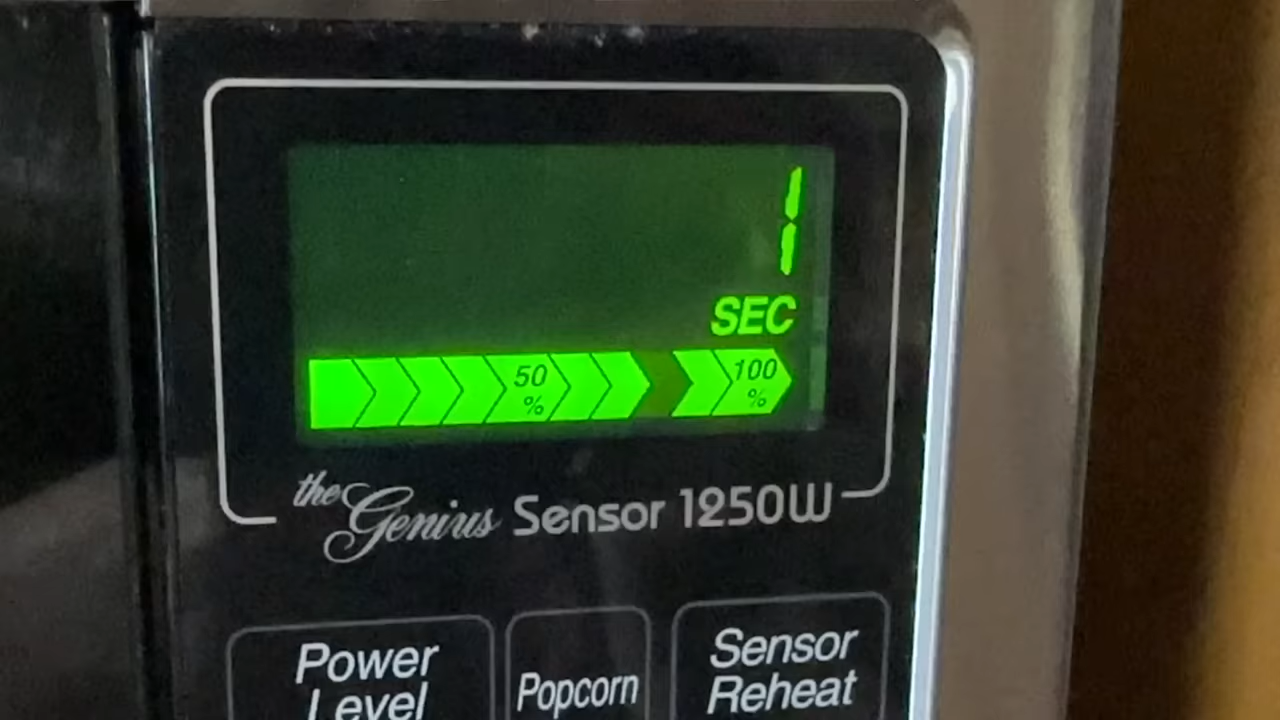 1
SEC
50 % 100 %
the Genius Sensor 1250W
Power Level
Popcorn
Sensor Reheat